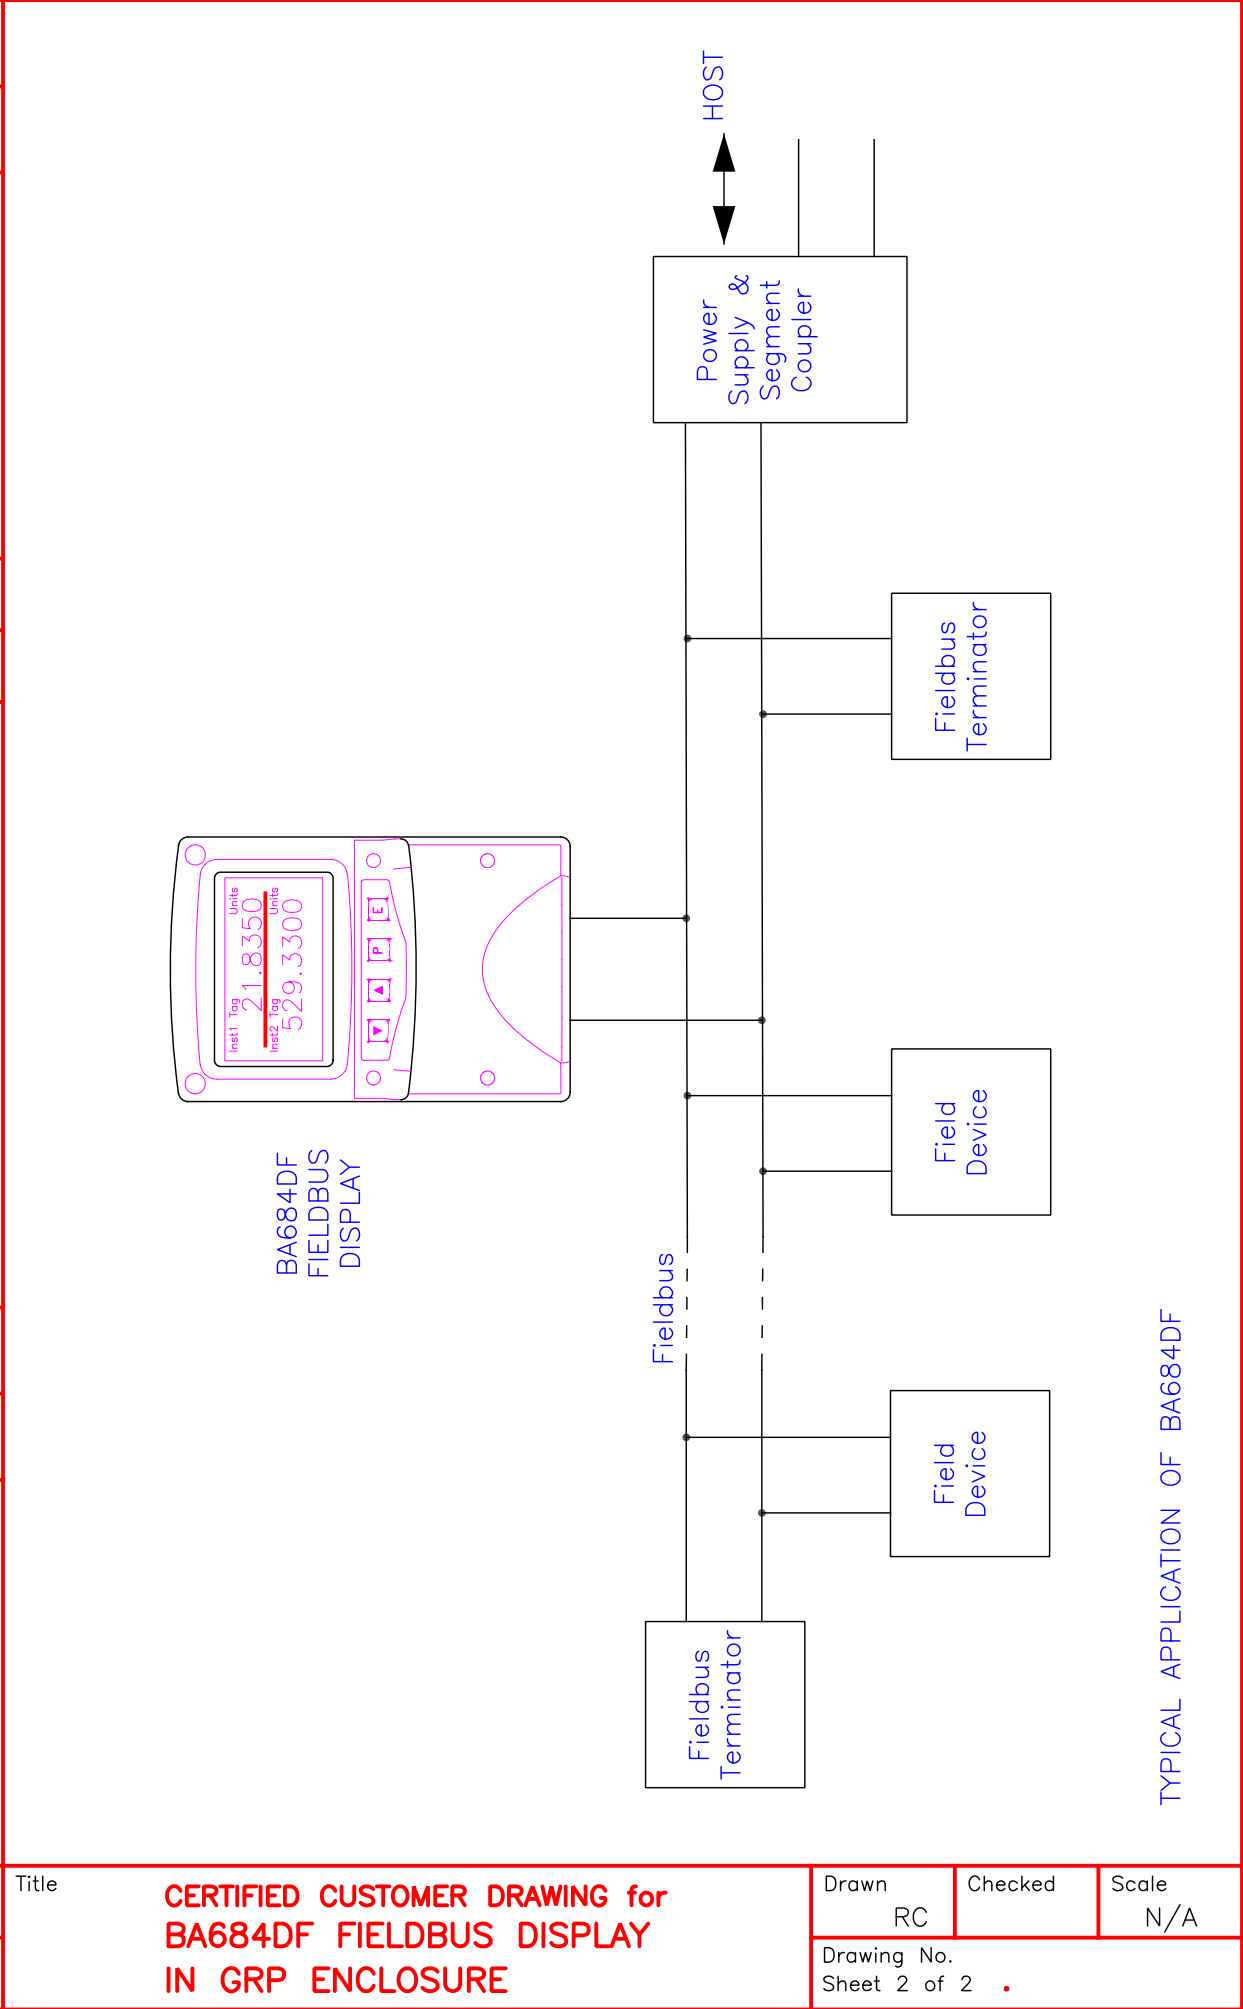 HOST
Power
Supply &
Segment
Coupler
Fieldbus
Terminator
Inst1 Tag Units
21.8350
Inst2 Tag Units
529.3300
P E
BA684DF
FIELDBUS
DISPLAY
Field
Device
Fieldbus
Field
Device
Fieldbus
Terminator
TYPICAL APPLICATION OF BA684DF
Title
CERTIFIED CUSTOMER DRAWING for
BA684DF FIELDBUS DISPLAY
IN GRP ENCLOSURE
Drawn
RC
Checked
Scale
N/A
Drawing No.
Sheet 2 of 2 .